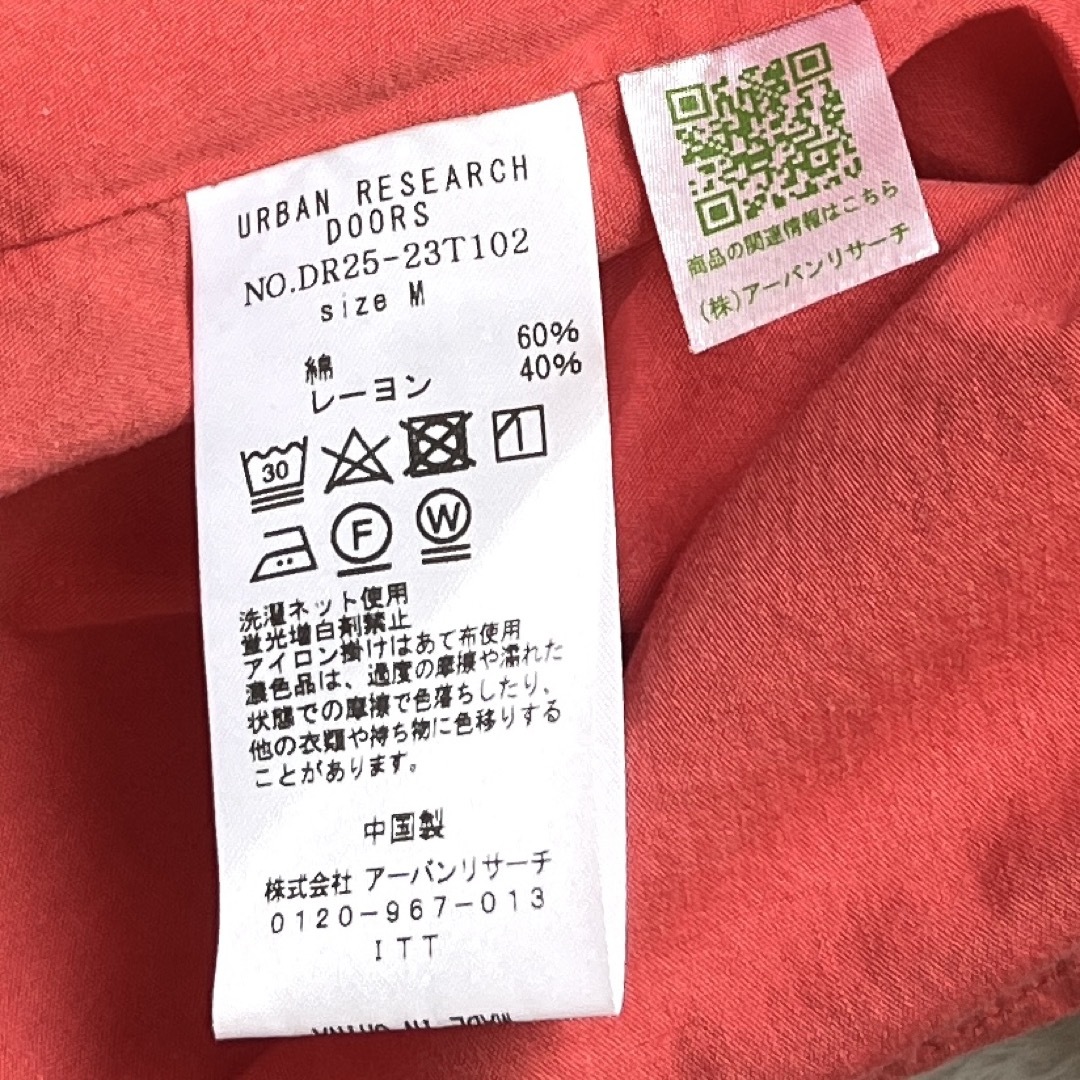 URBAN RESEARCH
DOORS
NO.DR25-23T102
size M
綿 60%
レーヨン 40%
30
F
W
洗濯ネット使用
蛍光増白剤禁止
アイロン掛けはあて布使用
濃色品は、過度の摩擦や濡れた
状態での摩擦で色落ちしたり、
他の衣類や持ち物に色移りする
ことがあります。
中国製
株式会社 アーバンリサーチ
0120-967-013
ITT
MADE IN CHINA
商品の関連情報はこちら
(株)アーバンリサーチ